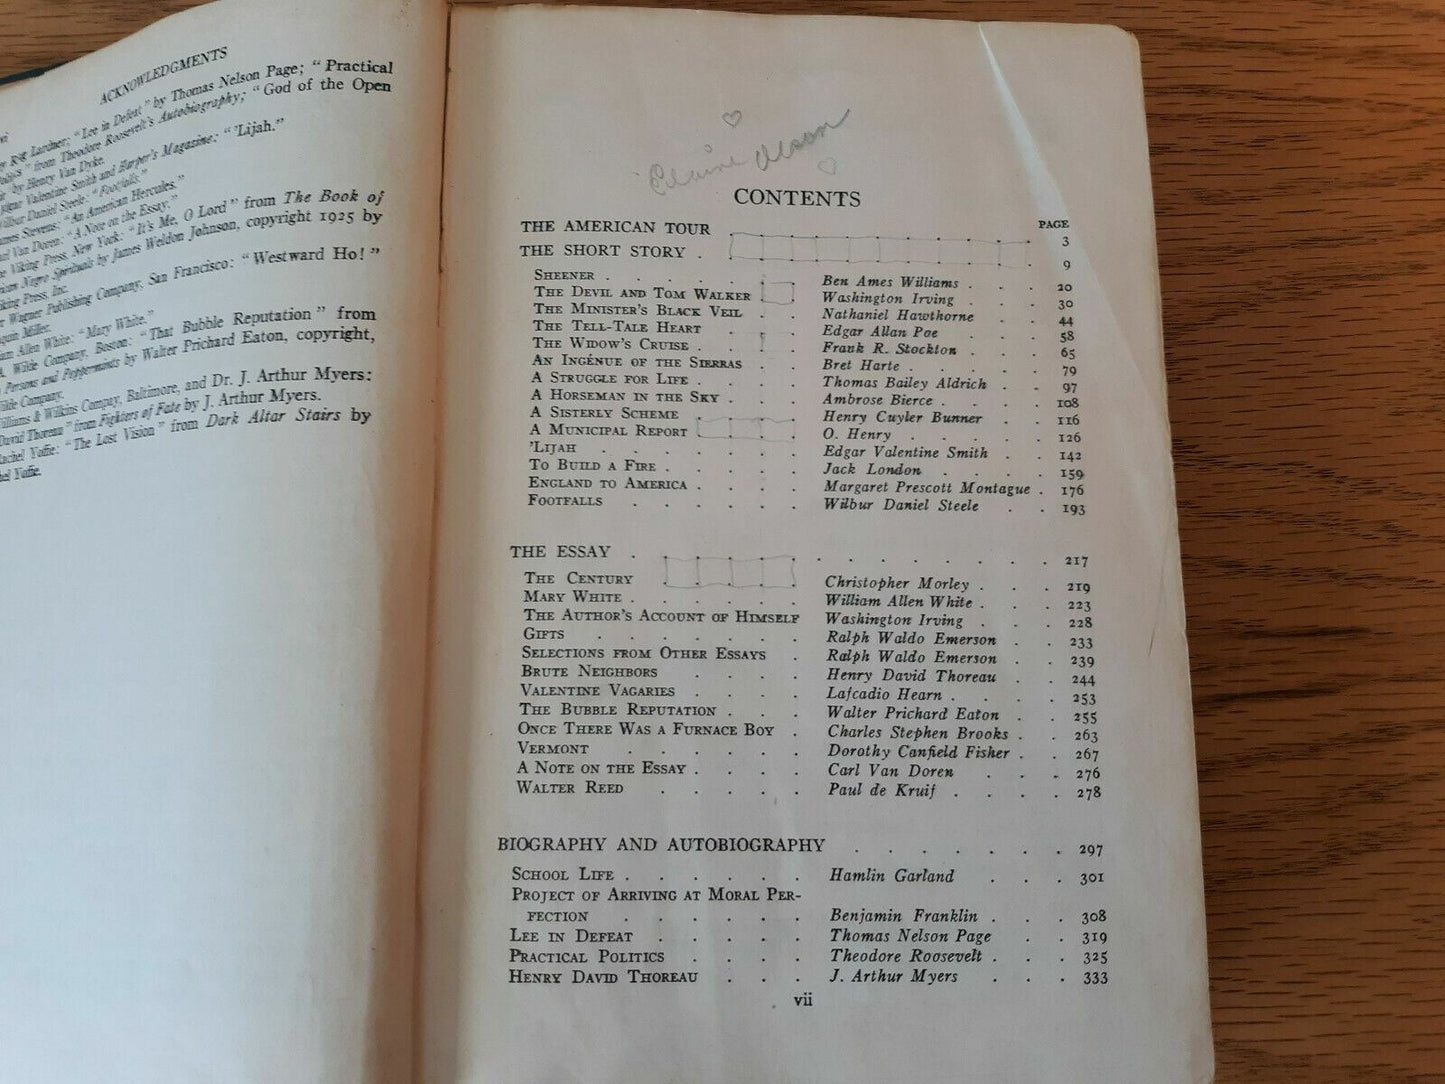 vi
ACKNOWLEDGMENTS
by Ring Lardner; "Lee in Defeat" by Thomas Nelson Page; "Practical
Politics" from Theodore Roosevelt's Autobiography; "God of the Open
by Henry Van Dyke.
Valentine Smith and Harper's Magazine: "'Lijah."
Wilbur Daniel Steele: "Footfalls."
James Stevens: "An American Hercules."
Carl Van Doren: "A Note on the Essay."
The Viking Press, New York: "It's Me, O Lord" from The Book of
Negro Spirituals by James Weldon Johnson, copyright 1925 by
Viking Press, Inc.
Wagner Publishing Company, San Francisco: "Westward Ho!"
Miller.
William Allen White: "Mary White."
A. Wilde Company, Boston: "That Bubble Reputation" from
Persons and Peppermints by Walter Prichard Eaton, copyright,
Wilde Company.
Williams & Wilkins Compay, Baltimore, and Dr. J. Arthur Myers:
David Thoreau" from Fighters of Fate by J. Arthur Myers.
Rachel Yoffie: "The Lost Vision" from Dark Altar Stairs by
Yoffie.
Elaine Olson
CONTENTS
PAGE
THE AMERICAN TOUR 3
THE SHORT STORY 9
Sheener Ben Ames Williams 20
The Devil and Tom Walker Washington Irving 30
The Minister's Black Veil Nathaniel Hawthorne 44
The Tell-Tale Heart Edgar Allan Poe 58
The Widow's Cruise Frank R. Stockton 65
An Ingénue of the Sierras Bret Harte 79
A Struggle for Life Thomas Bailey Aldrich 97
A Horseman in the Sky Ambrose Bierce 108
A Sisterly Scheme Henry Cuyler Bunner 116
A Municipal Report O. Henry 126
'Lijah Edgar Valentine Smith 142
To Build a Fire Jack London 159
England to America Margaret Prescott Montague 176
Footfalls Wilbur Daniel Steele 193
THE ESSAY 217
The Century Christopher Morley 219
Mary White William Allen White 223
The Author's Account of Himself Washington Irving 228
Gifts Ralph Waldo Emerson 233
Selections from Other Essays Ralph Waldo Emerson 239
Brute Neighbors Henry David Thoreau 244
Valentine Vagaries Lafcadio Hearn 253
The Bubble Reputation Walter Prichard Eaton 255
Once There Was a Furnace Boy Charles Stephen Brooks 263
Vermont Dorothy Canfield Fisher 267
A Note on the Essay Carl Van Doren 276
Walter Reed Paul de Kruif 278
BIOGRAPHY AND AUTOBIOGRAPHY 297
School Life Hamlin Garland 301
Project of Arriving at Moral Per-
fection Benjamin Franklin 308
Lee in Defeat Thomas Nelson Page 319
Practical Politics Theodore Roosevelt 325
Henry David Thoreau J. Arthur Myers 333
vii